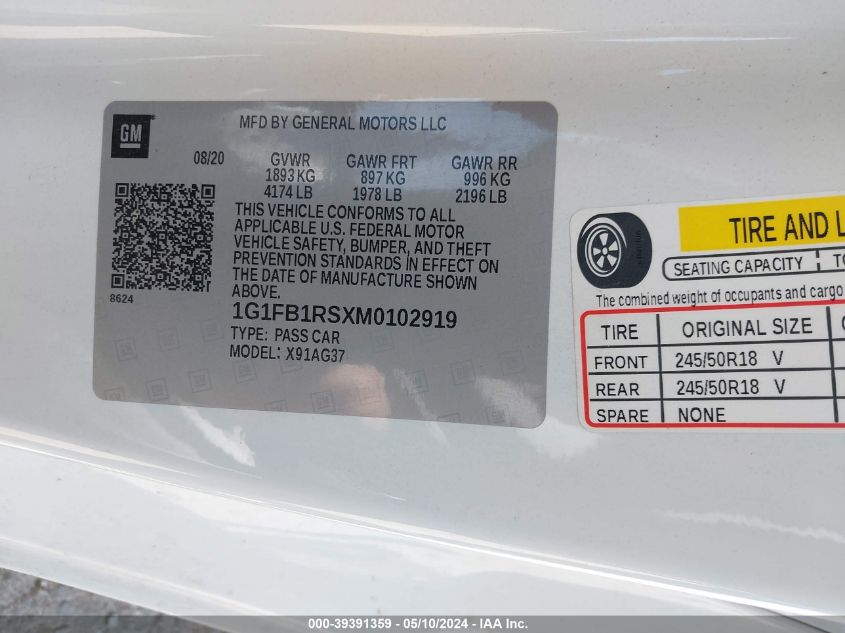 GM
MFD BY GENERAL MOTORS LLC
08/20 GVWR GAWR FRT GAWR RR
1893 KG 897 KG 996 KG
4174 LB 1978 LB 2196 LB
THIS VEHICLE CONFORMS TO ALL
APPLICABLE U.S. FEDERAL MOTOR
VEHICLE SAFETY, BUMPER, AND THEFT
PREVENTION STANDARDS IN EFFECT ON
THE DATE OF MANUFACTURE SHOWN
ABOVE.
8624
1G1FB1RSXM0102919
TYPE: PASS CAR
MODEL: X91AG37
TIRE AND L
SEATING CAPACITY TO
The combined weight of occupants and cargo
TIRE ORIGINAL SIZE
FRONT 245/50R18 V
REAR 245/50R18 V
SPARE NONE
000-39391359 — 05/10/2024 — IAA Inc.